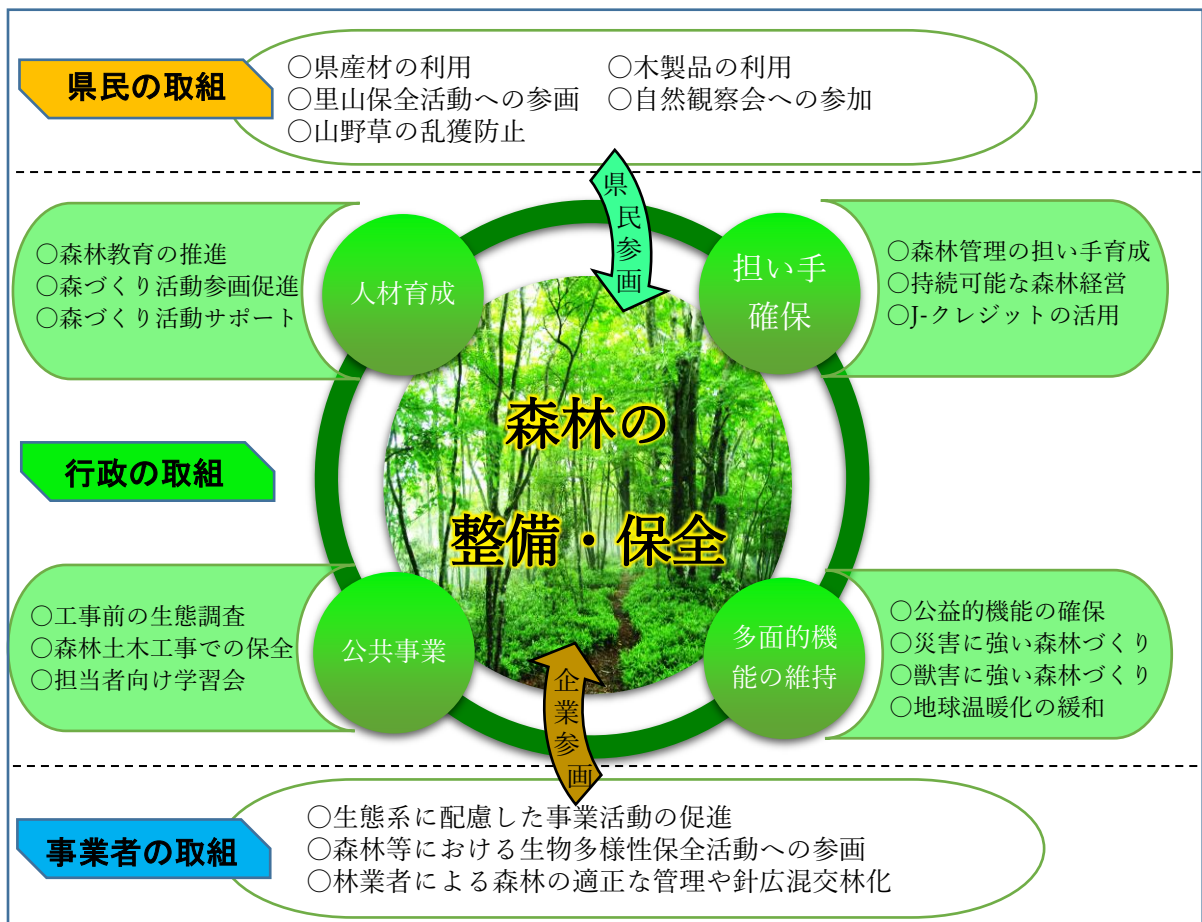 県民の取組
○県産材の利用 ○木製品の利用
○里山保全活動への参画 ○自然観察会への参加
○山野草の乱獲防止
県民参画
○森林教育の推進
○森づくり活動参画促進
○森づくり活動サポート
人材育成
担い手
確保
○森林管理の担い手育成
○持続可能な森林経営
○J-クレジットの活用
森林の
整備・保全
行政の取組
○工事前の生態調査
○森林土木工事での保全
○担当者向け学習会
公共事業
多面的機
能の維持
○公益的機能の確保
○災害に強い森林づくり
○獣害に強い森林づくり
○地球温暖化の緩和
企業参画
事業者の取組
○生態系に配慮した事業活動の促進
○森林等における生物多様性保全活動への参画
○林業者による森林の適正な管理や針広混交林化